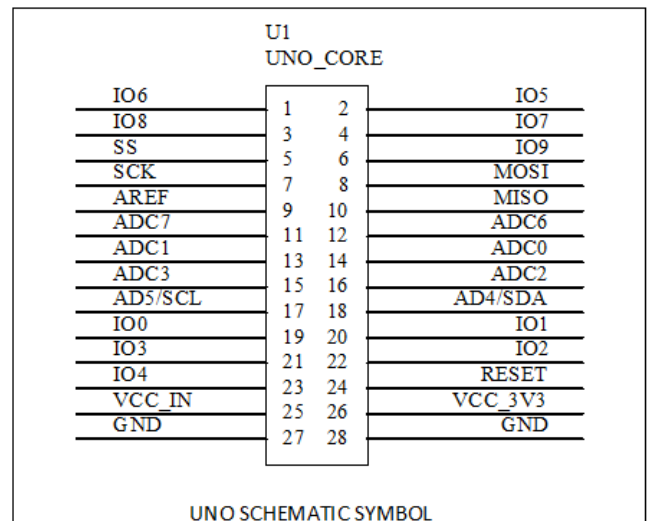 U1
UNO_CORE
IO6 1 2 IO5
IO8 3 4 IO7
SS 5 6 IO9
SCK 7 8 MOSI
AREF 9 10 MISO
ADC7 11 12 ADC6
ADC1 13 14 ADC0
ADC3 15 16 ADC2
AD5/SCL 17 18 AD4/SDA
IO0 19 20 IO1
IO3 21 22 IO2
IO4 23 24 RESET
VCC_IN 25 26 VCC_3V3
GND 27 28 GND
UNO SCHEMATIC SYMBOL